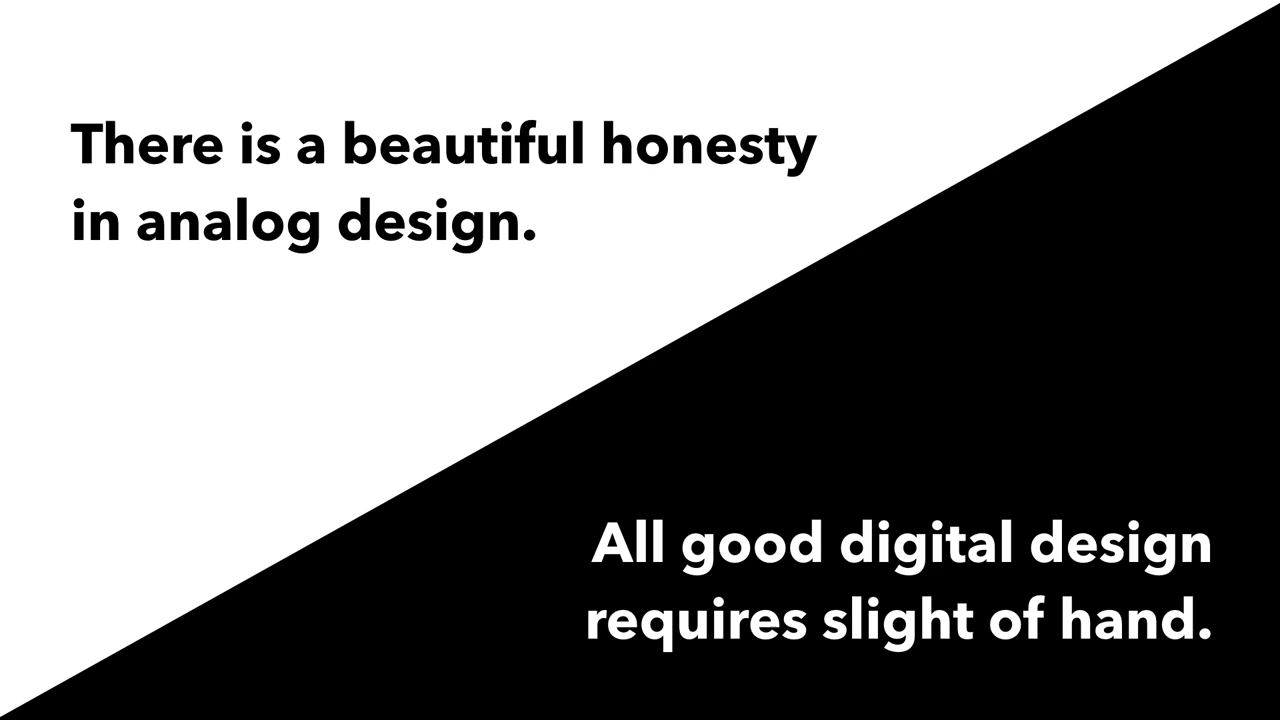 There is a beautiful honesty
in analog design.
All good digital design
requires slight of hand.